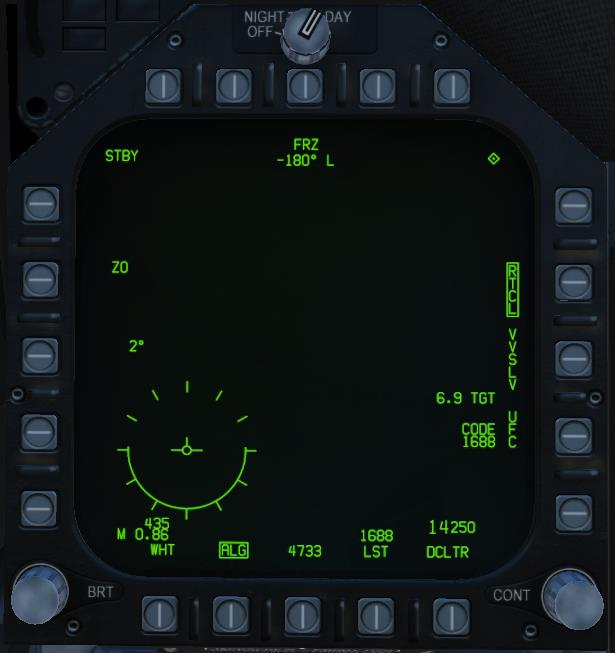 NIGHT DAY
OFF
FRZ
STBY
-180° L
ZO
RTCL
2°
VVSLV
6.9 TGT
UFC
CODE
1688
435
M 0.86
1688
14250
WHT
ALG
4733
LST
DCLTR
BRT
CONT